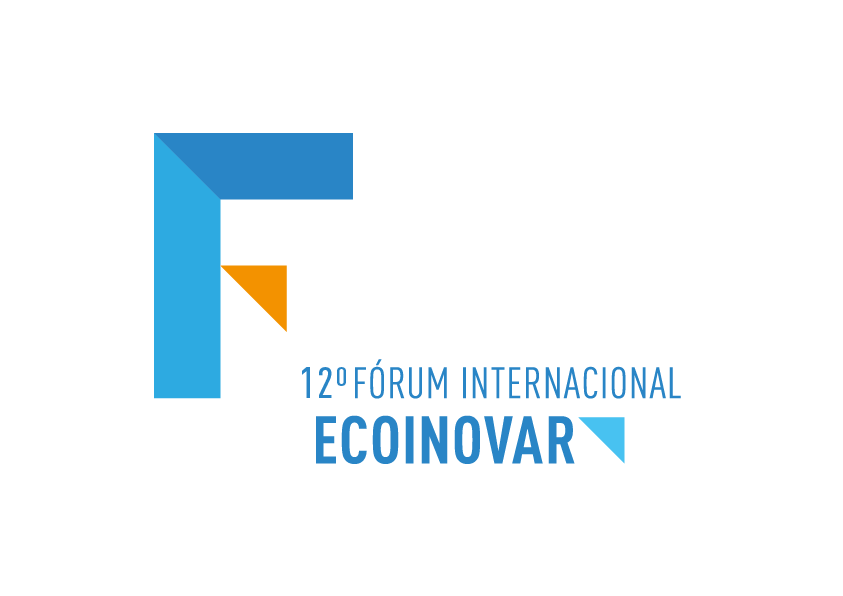 12º FÓRUM INTERNACIONAL
ECOINOVAR